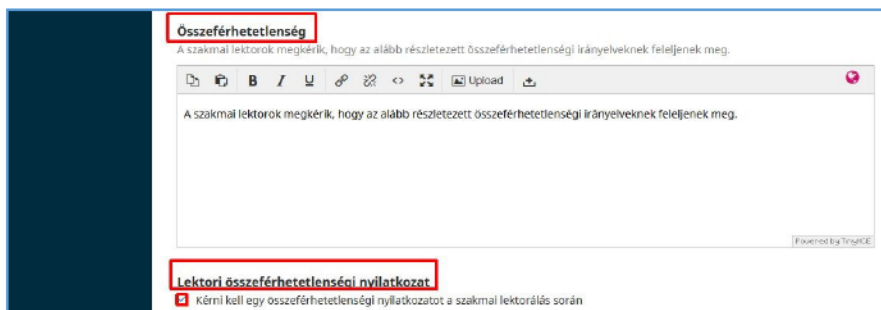 Összeférhetetlenség
A szakmai lektorok megkérik, hogy az alább részletezett összeférhetetlenségi irányelveknek feleljenek meg.
B I U Upload
A szakmai lektorok megkérik, hogy az alább részletezett összeférhetetlenségi irányelveknek feleljenek meg.
Powered by TinyMCE
Lektori összeférhetetlenségi nyilatkozat
Kérni kell egy összeférhetetlenségi nyilatkozatot a szakmai lektorálás során